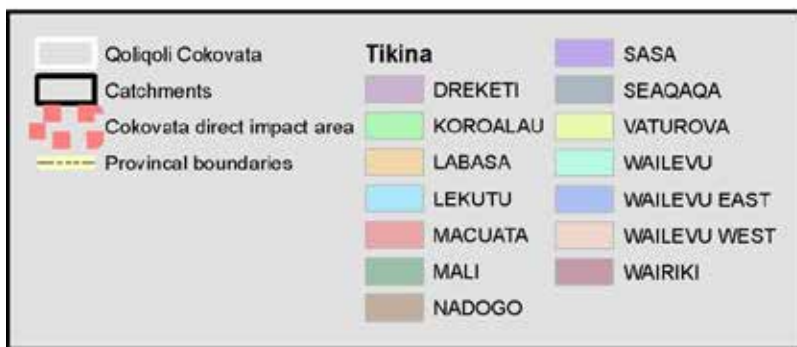 Qoliqoli Cokovata
Catchments
Cokovata direct impact area
Provincal boundaries
Tikina
DREKETI
KOROALAU
LABASA
LEKUTU
MACUATA
MALI
NADOGO
SASA
SEAQAQA
VATUROVA
WAILEVU
WAILEVU EAST
WAILEVU WEST
WAIRIKI